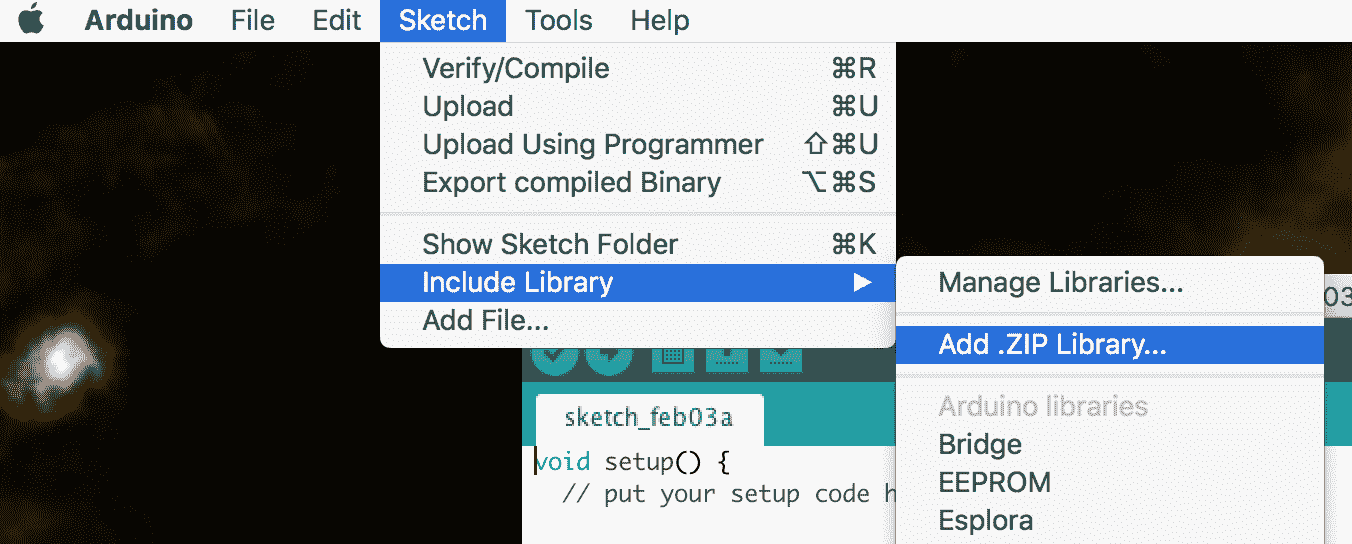 Arduino File Edit Sketch Tools Help
Verify/Compile ⌘R
Upload ⌘U
Upload Using Programmer ⇧⌘U
Export compiled Binary ⌥⌘S
Show Sketch Folder ⌘K
Include Library ▶
Add File...
Manage Libraries...
Add .ZIP Library...
Arduino libraries
Bridge
EEPROM
Esplora
03
sketch_feb03a
void setup() {
// put your setup code h